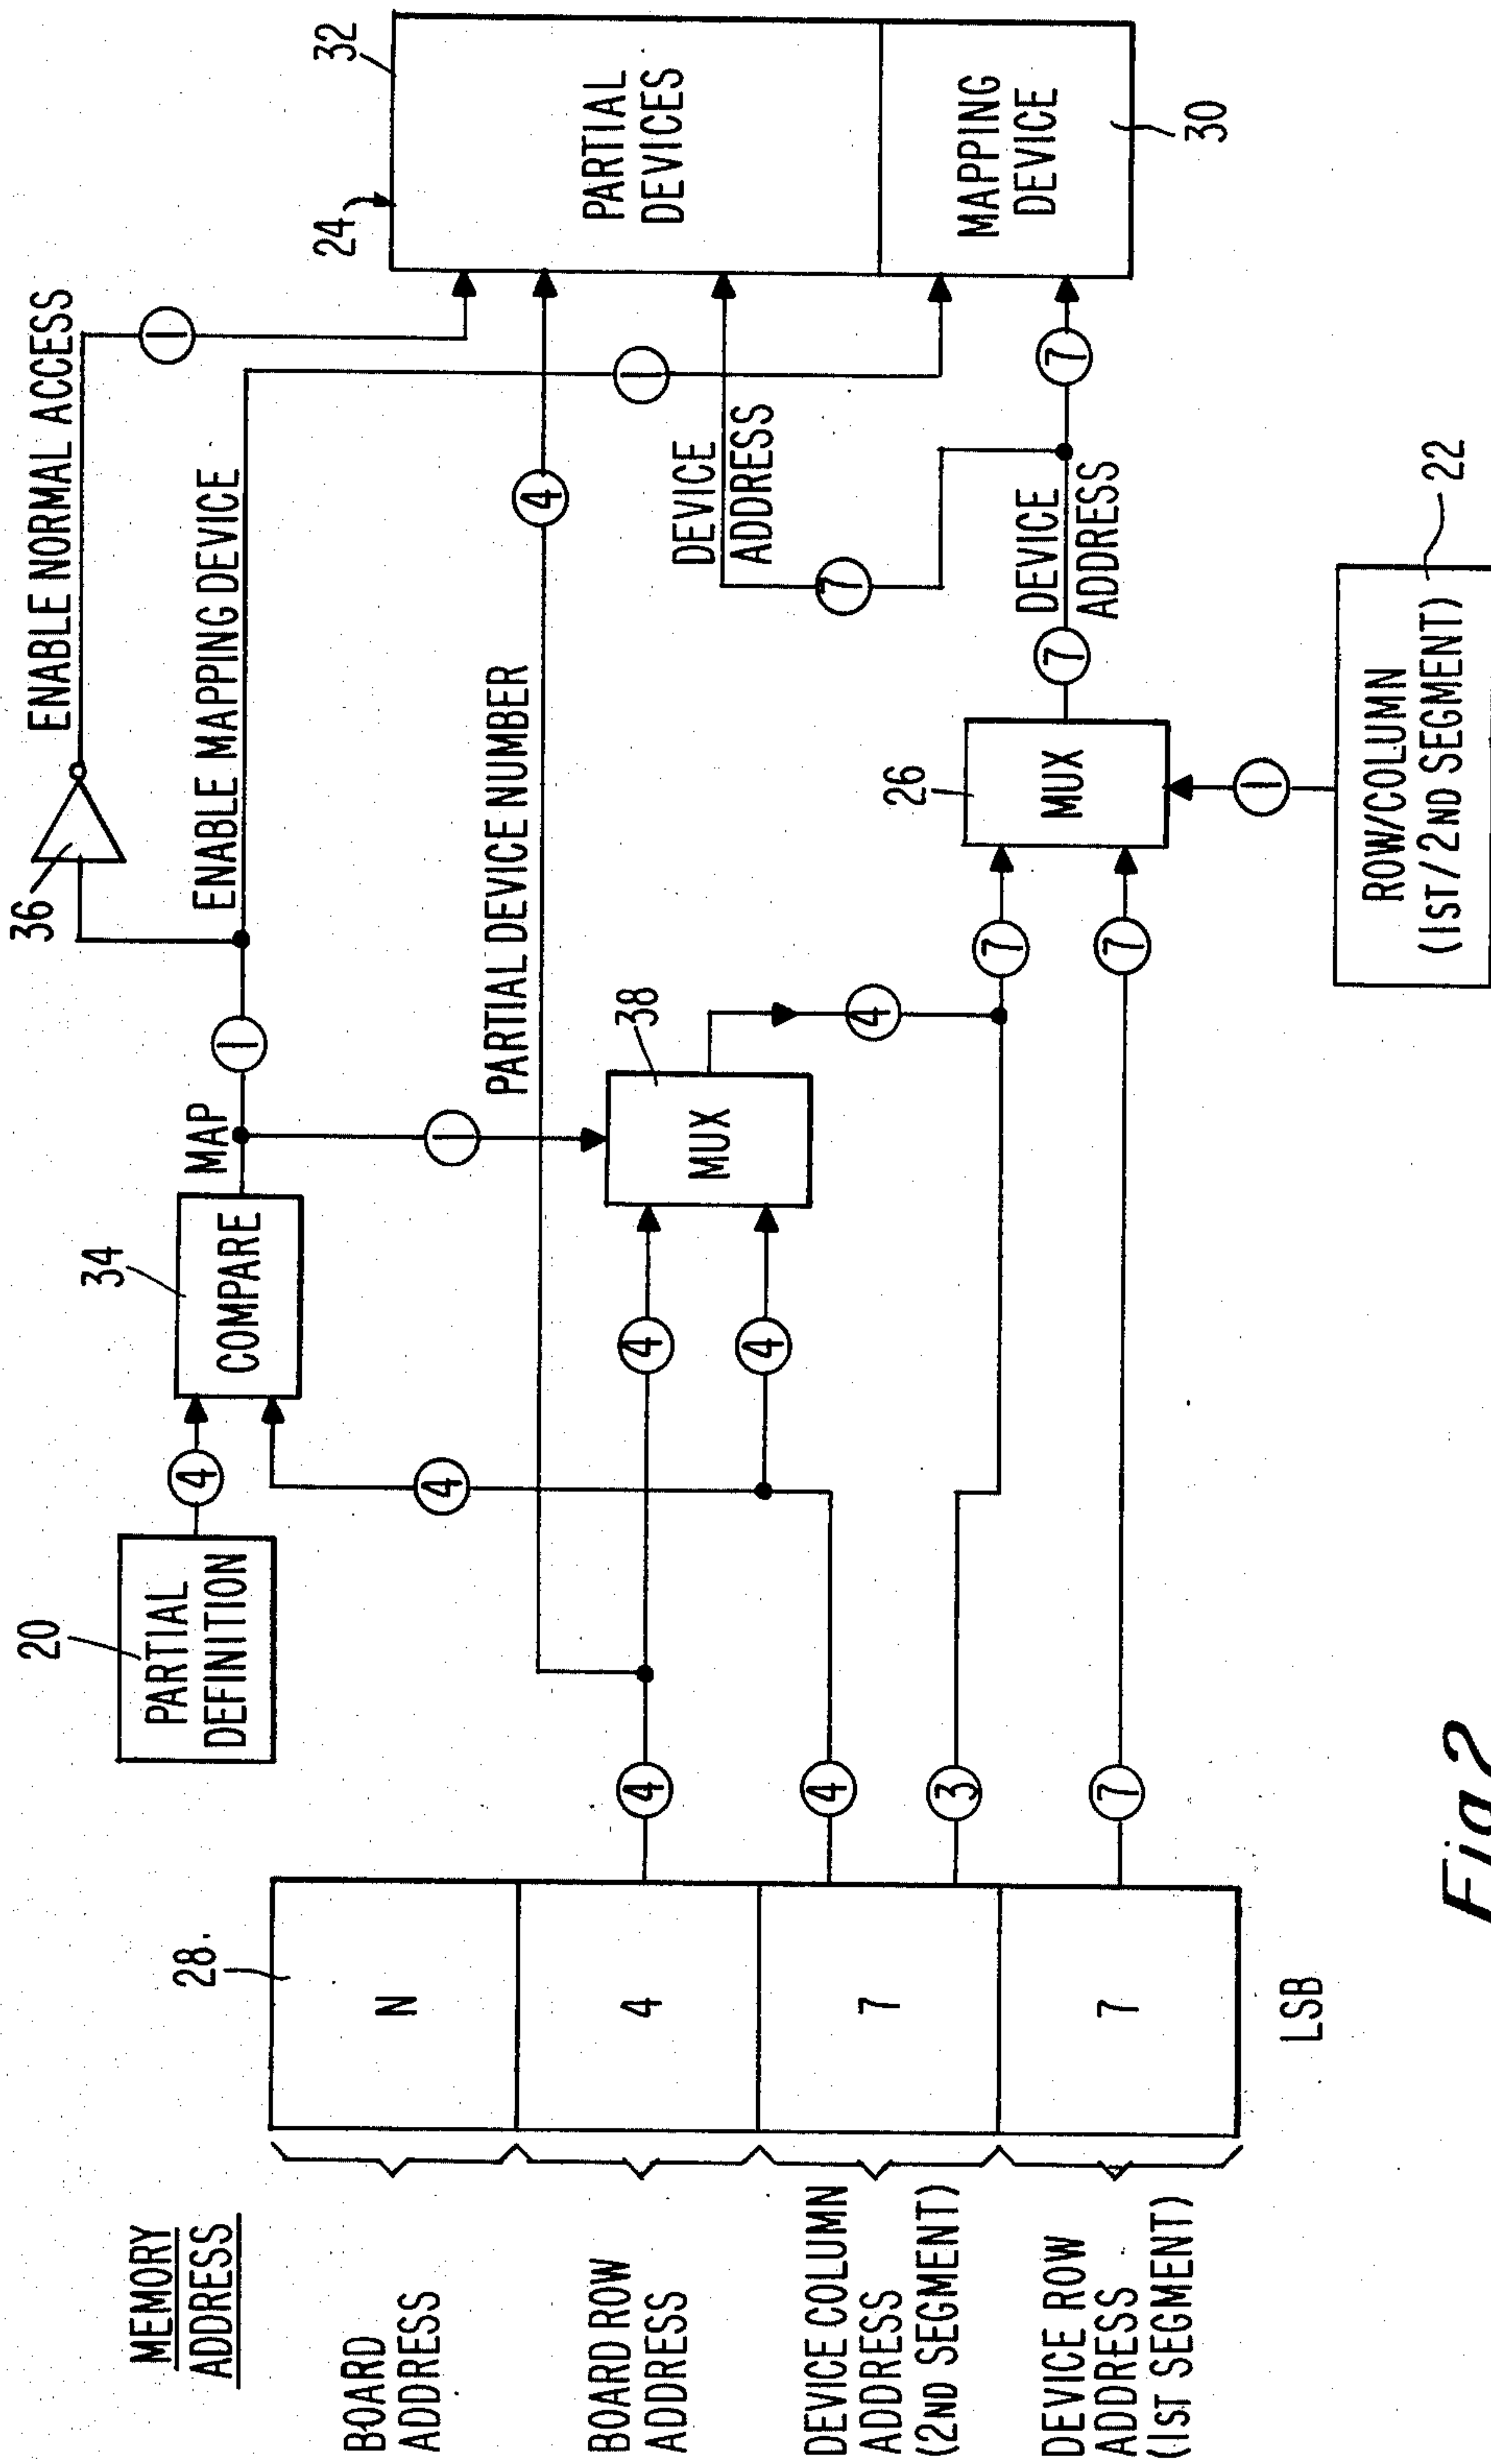 MEMORY
ADDRESS
BOARD
ADDRESS
BOARD ROW
ADDRESS
DEVICE COLUMN
ADDRESS
(2ND SEGMENT)
DEVICE ROW
ADDRESS
(1ST SEGMENT)
28
N
4
7
7
LSB
4
4
3
7
20
PARTIAL
DEFINITION
4
4
34
COMPARE
MAP
1
1
4
4
38
MUX
4
7
7
36
ENABLE NORMAL ACCESS
1
ENABLE MAPPING DEVICE
1
PARTIAL DEVICE NUMBER
4
26
MUX
1
ROW/COLUMN
(1ST/2ND SEGMENT)
22
7
DEVICE
ADDRESS
7
DEVICE
ADDRESS
7
24
32
PARTIAL
DEVICES
MAPPING
DEVICE
30
Fig. 2